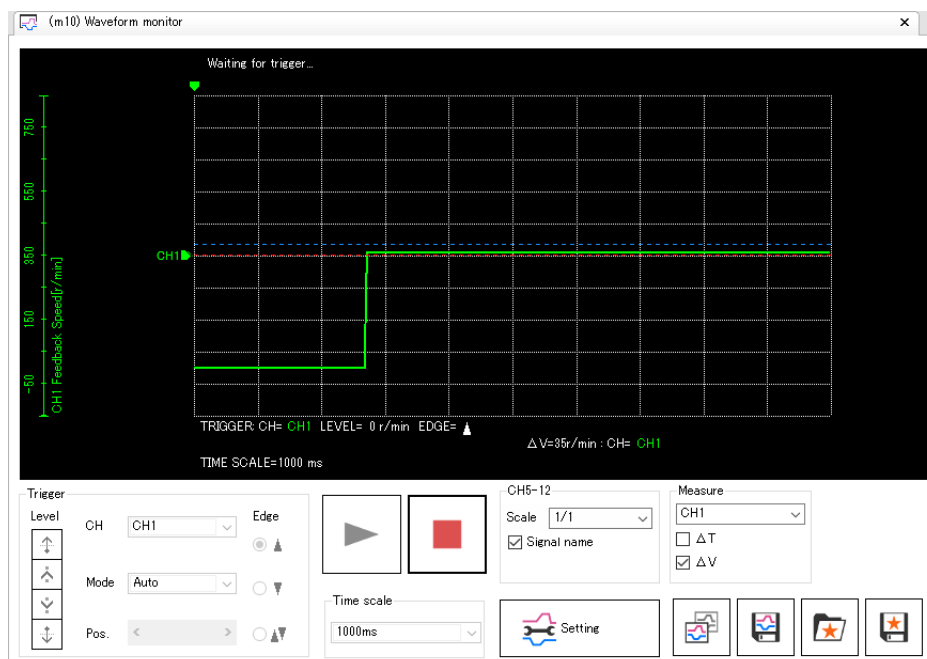 (m10) Waveform monitor
Waiting for trigger...
750
550
350
150
-50
CH1 Feedback Speed[r/min]
CH1
TRIGGER: CH= CH1 LEVEL= 0 r/min EDGE=
ΔV=35r/min : CH= CH1
TIME SCALE=1000 ms
Trigger
Level
CH CH1
Edge
Mode Auto
Pos.
Time scale
1000ms
CH5-12
Scale 1/1
Signal name
Setting
Measure
CH1
ΔT
ΔV